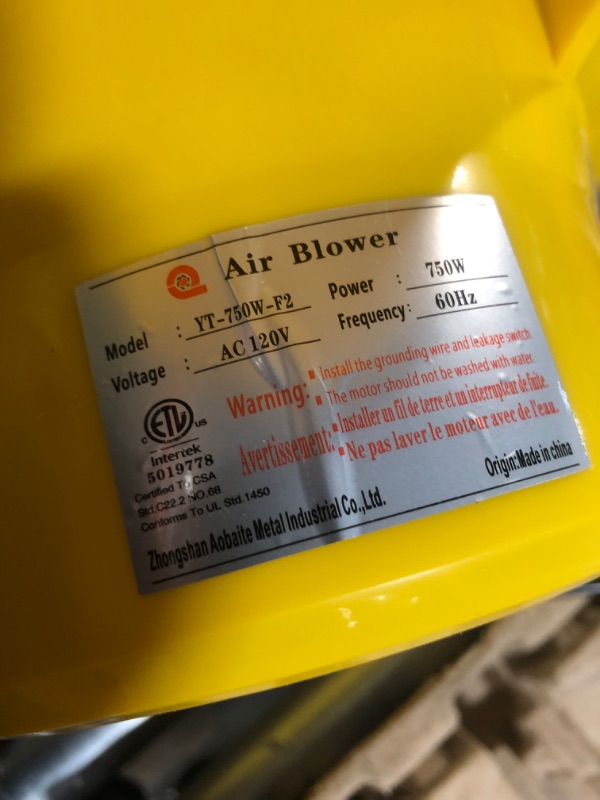 Air Blower
Model : YT-750W-F2 Power : 750W
Voltage : AC 120V Frequency: 60Hz
Warning: ▪ Install the grounding wire and leakage switch
▪ The motor should not be washed with water
Avertissement: ▪ Installer un fil de terre et un interrupteur de fuite.
▪ Ne pas laver le moteur avec de l'eau.
C ETL US
Intertek
5019778
Certified To CSA
Std.C22.2 NO.68
Conforms To UL Std.1450
Origin:Made in china
Zhongshan Aobaite Metal Industrial Co.,Ltd.